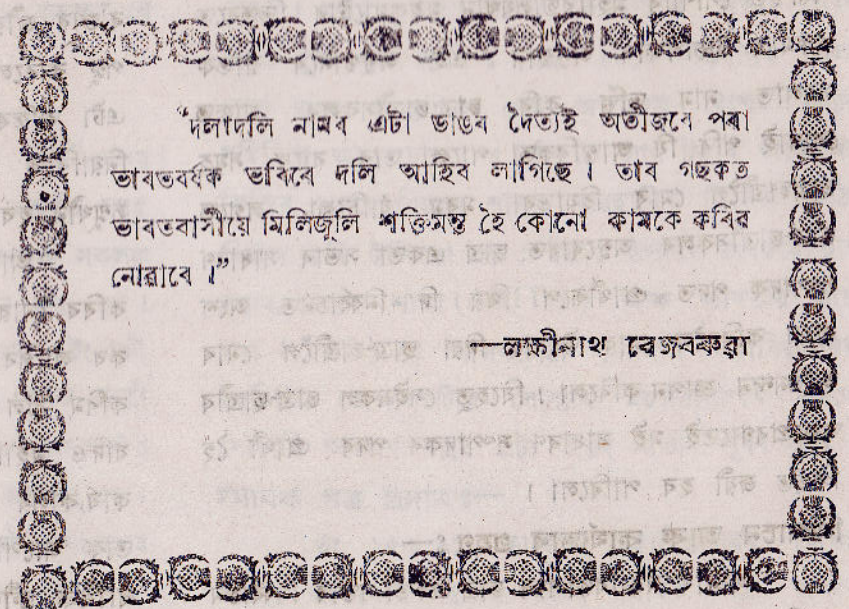 “দলাদলি নামৰ এটা ডাঙৰ দৈত্যই অতীজৰে পৰা
ভাৰতবৰ্ষক ভৰিৰে দলি আহিব লাগিছে। তাৰ গছকত
ভাৰতবাসীয়ে মিলিজুলি শক্তিমন্ত হৈ কোনো কামকে কৰিব
নোৱাৰে।”
—লক্ষীনাথ বেজবৰুৱা